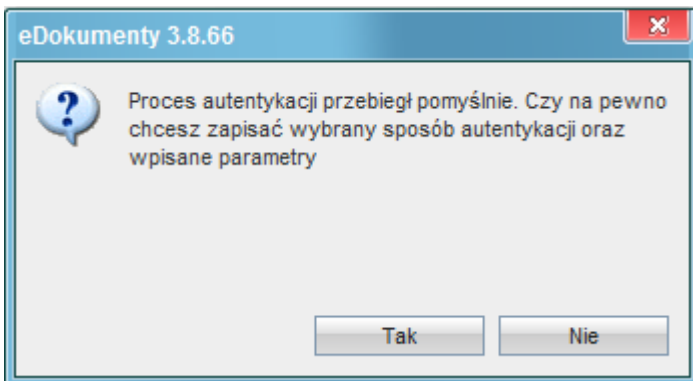 eDokumenty 3.8.66
Proces autentykacji przebiegł pomyślnie. Czy na pewno
chcesz zapisać wybrany sposób autentykacji oraz
wpisane parametry
Tak
Nie